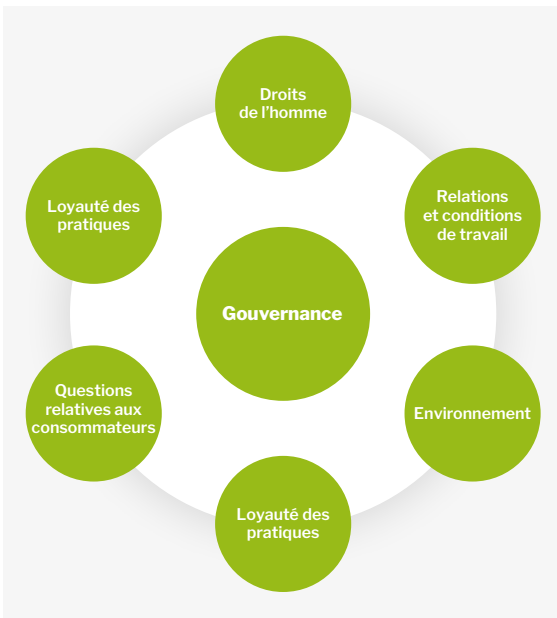 Droits
de l'homme
Loyauté des
pratiques
Relations
et conditions
de travail
Gouvernance
Questions
relatives aux
consommateurs
Environnement
Loyauté des
pratiques